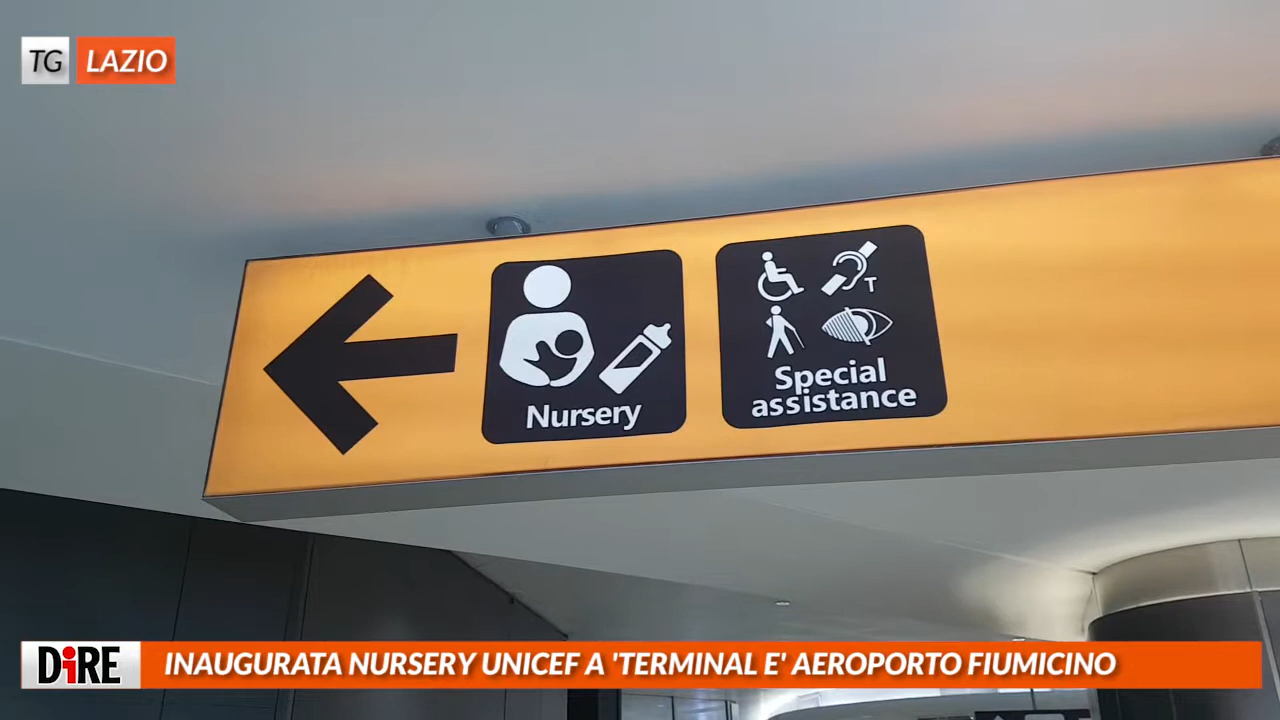 TG LAZIO
Nursery
T
Special
assistance
DiRE INAUGURATA NURSERY UNICEF A 'TERMINAL E' AEROPORTO FIUMICINO